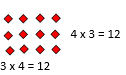 4 x 3 = 12
3 x 4 = 12